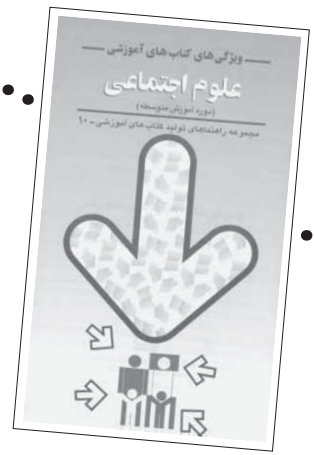 ویژگی های کتاب های آموزشی
علوم اجتماعی
(دوره آموزش متوسطه)
مجموعه راهنماهای تولید کتاب های آموزشی - ۱۰